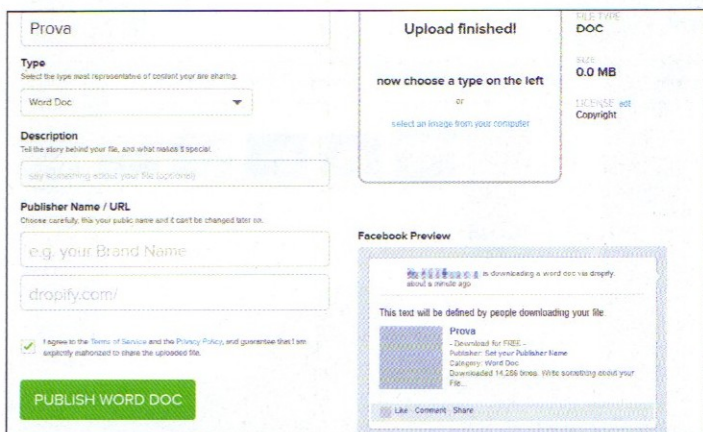 Prova
Type
Select the type most representative of content your are sharing.
Word Doc
Description
Tell the story behind your file, and what makes it special.
say something about your file (optional)
Publisher Name / URL
Choose carefully, this your public name and it can't be changed later on.
e.g. your Brand Name
dropify.com/
I agree to the Terms of Service and the Privacy Policy, and guarantee that I am
explicitly authorized to share the uploaded file.
PUBLISH WORD DOC
Upload finished!
now choose a type on the left
or
select an image from your computer
FILE TYPE
DOC
SIZE
0.0 MB
LICENSE edit
Copyright
Facebook Preview
is downloading a word doc via dropify.
about a minute ago
This text will be defined by people downloading your file
Prova
- Download for FREE -
Publisher: Set your Publisher Name
Category: Word Doc
Downloaded 14,286 times. Write something about your
File...
Like Comment Share